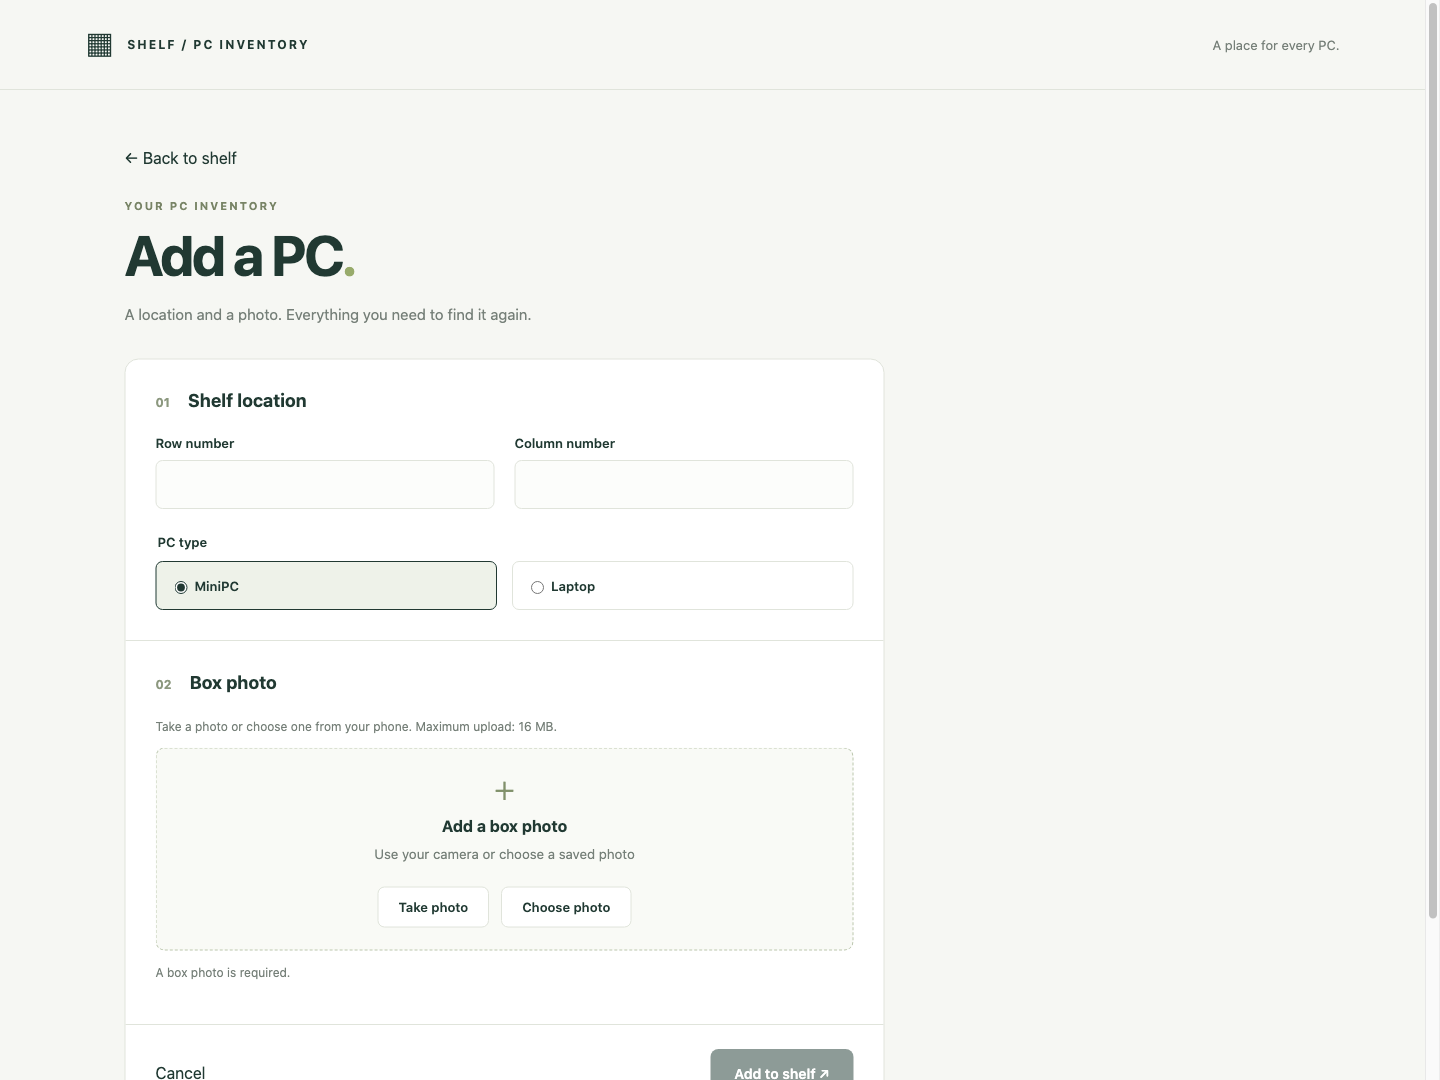 SHELF / PC INVENTORY
A place for every PC.
← Back to shelf
YOUR PC INVENTORY
Add a PC.
A location and a photo. Everything you need to find it again.
01 Shelf location
Row number
Column number
PC type
MiniPC
Laptop
02 Box photo
Take a photo or choose one from your phone. Maximum upload: 16 MB.
+
Add a box photo
Use your camera or choose a saved photo
Take photo
Choose photo
A box photo is required.
Cancel
Add to shelf ↗